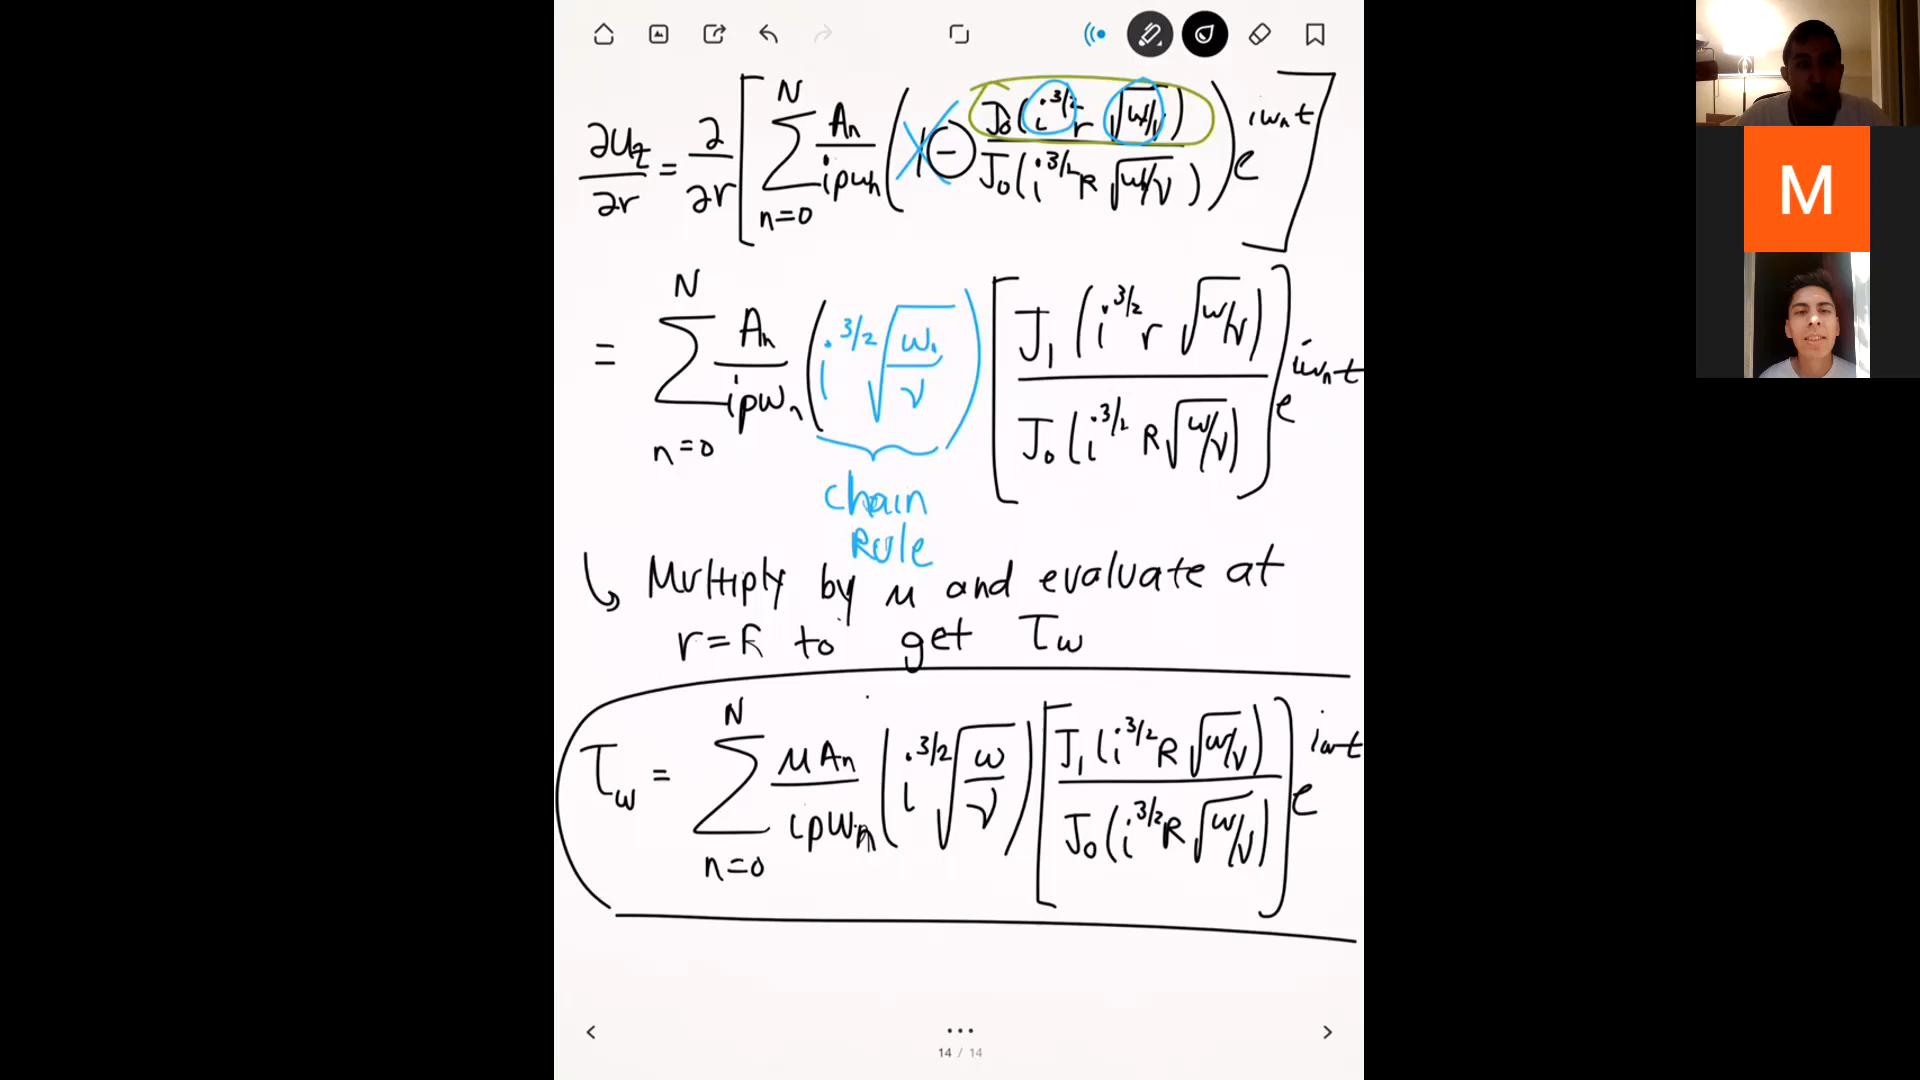 ∂u_z/∂r = ∂/∂r [ Σ_{n=0}^{N} A_n/(iρω_n) ( 1 − J_0(i^{3/2} r √(ω/ν)) / J_0(i^{3/2} R √(ω/ν)) ) e^{iω_n t} ]
= Σ_{n=0}^{N} A_n/(iρω_n) ( i^{3/2} √(ω/ν) ) [ J_1(i^{3/2} r √(ω/ν)) / J_0(i^{3/2} R √(ω/ν)) ] e^{iω_n t}
Chain
Rule
↳ Multiply by μ and evaluate at
r=R to get τ_w
τ_w = Σ_{n=0}^{N} μA_n/(iρω_n) ( i^{3/2} √(ω/ν) ) [ J_1(i^{3/2} R √(ω/ν)) / J_0(i^{3/2} R √(ω/ν)) ] e^{iωt}
14 / 14
M